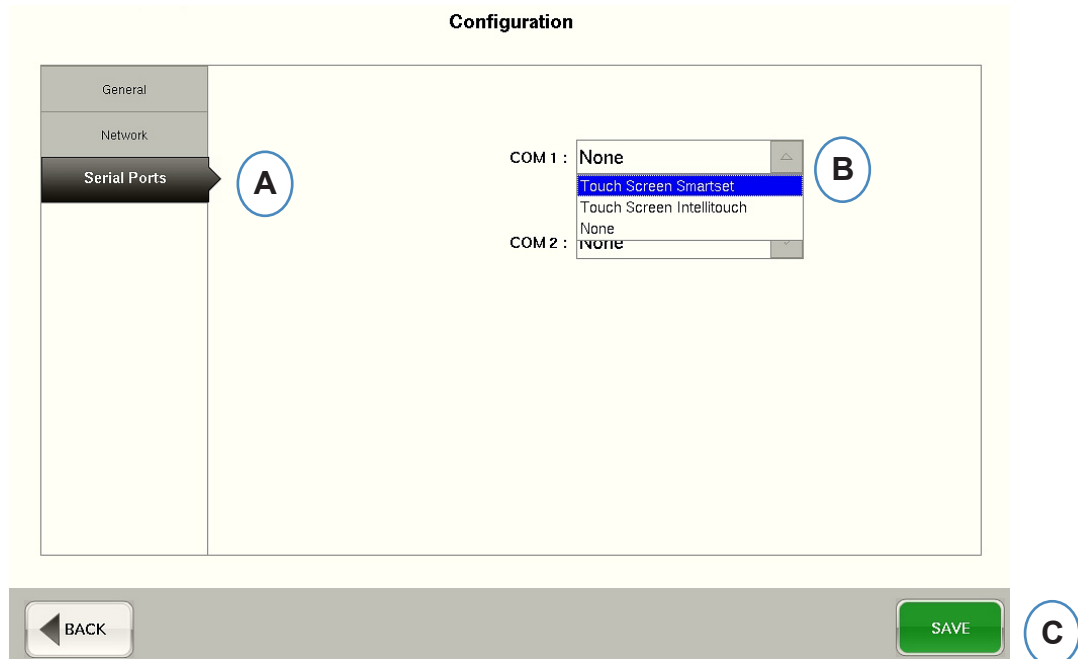 Configuration
General
Network
Serial Ports
A
COM 1 : None
B
Touch Screen Smartset
Touch Screen Intellitouch
None
COM 2 : None
BACK
SAVE
C